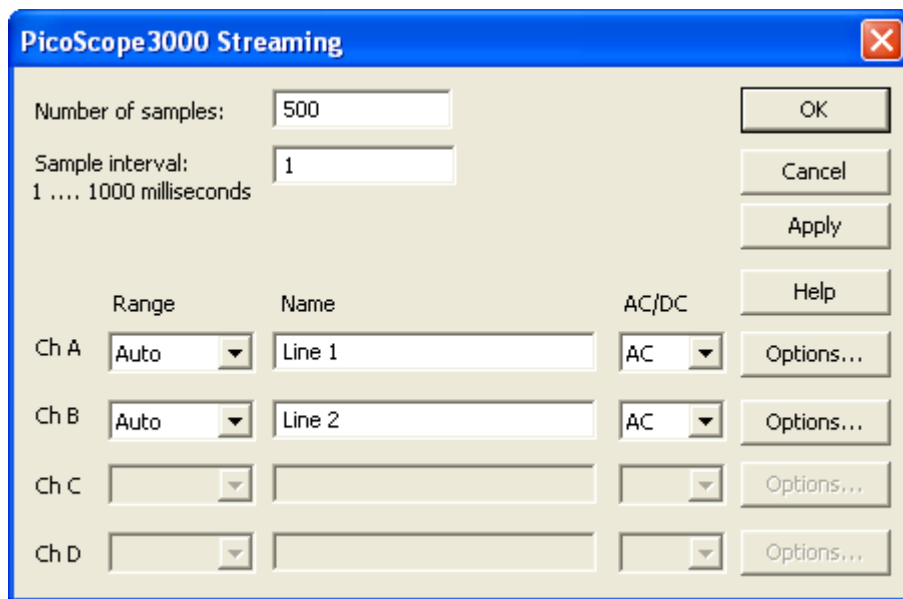 PicoScope3000 Streaming
Number of samples: 500 OK
Sample interval: 1 Cancel
1 .... 1000 milliseconds
Apply
Help
Range Name AC/DC
Ch A Auto Line 1 AC Options...
Ch B Auto Line 2 AC Options...
Ch C Options...
Ch D Options...